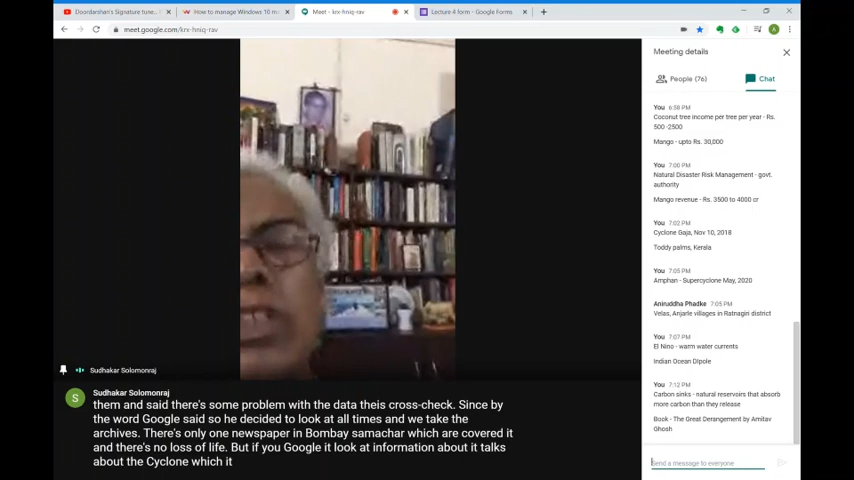 Doordarshan's Signature tune...
How to manage Windows 10 m
Meet - krx-hniq-rav
Lecture 4 form - Google Forms
meet.google.com/krx-hniq-rav
Meeting details
People (76)
Chat
You 6:58 PM
Coconut tree income per tree per year - Rs.
500 -2500
Mango - upto Rs. 30,000
You 7:00 PM
Natural Disaster Risk Management - govt.
authority
Mango revenue - Rs. 3500 to 4000 cr
You 7:02 PM
Cyclone Gaja, Nov 10, 2018
Toddy palms, Kerala
You 7:05 PM
Amphan - Supercyclone May, 2020
Aniruddha Phadke 7:05 PM
Velas, Anjarle villages in Ratnagiri district
You 7:07 PM
El Nino - warm water currents
Indian Ocean DIpole
You 7:12 PM
Carbon sinks - natural reservoirs that absorb
more carbon than they release
Book - The Great Derangement by Amitav
Ghosh
Send a message to everyone
Sudhakar Solomonraj
S
Sudhakar Solomonraj
them and said there's some problem with the data theis cross-check. Since by
the word Google said so he decided to look at all times and we take the
archives. There's only one newspaper in Bombay samachar which are covered it
and there's no loss of life. But if you Google it look at information about it talks
about the Cyclone which it